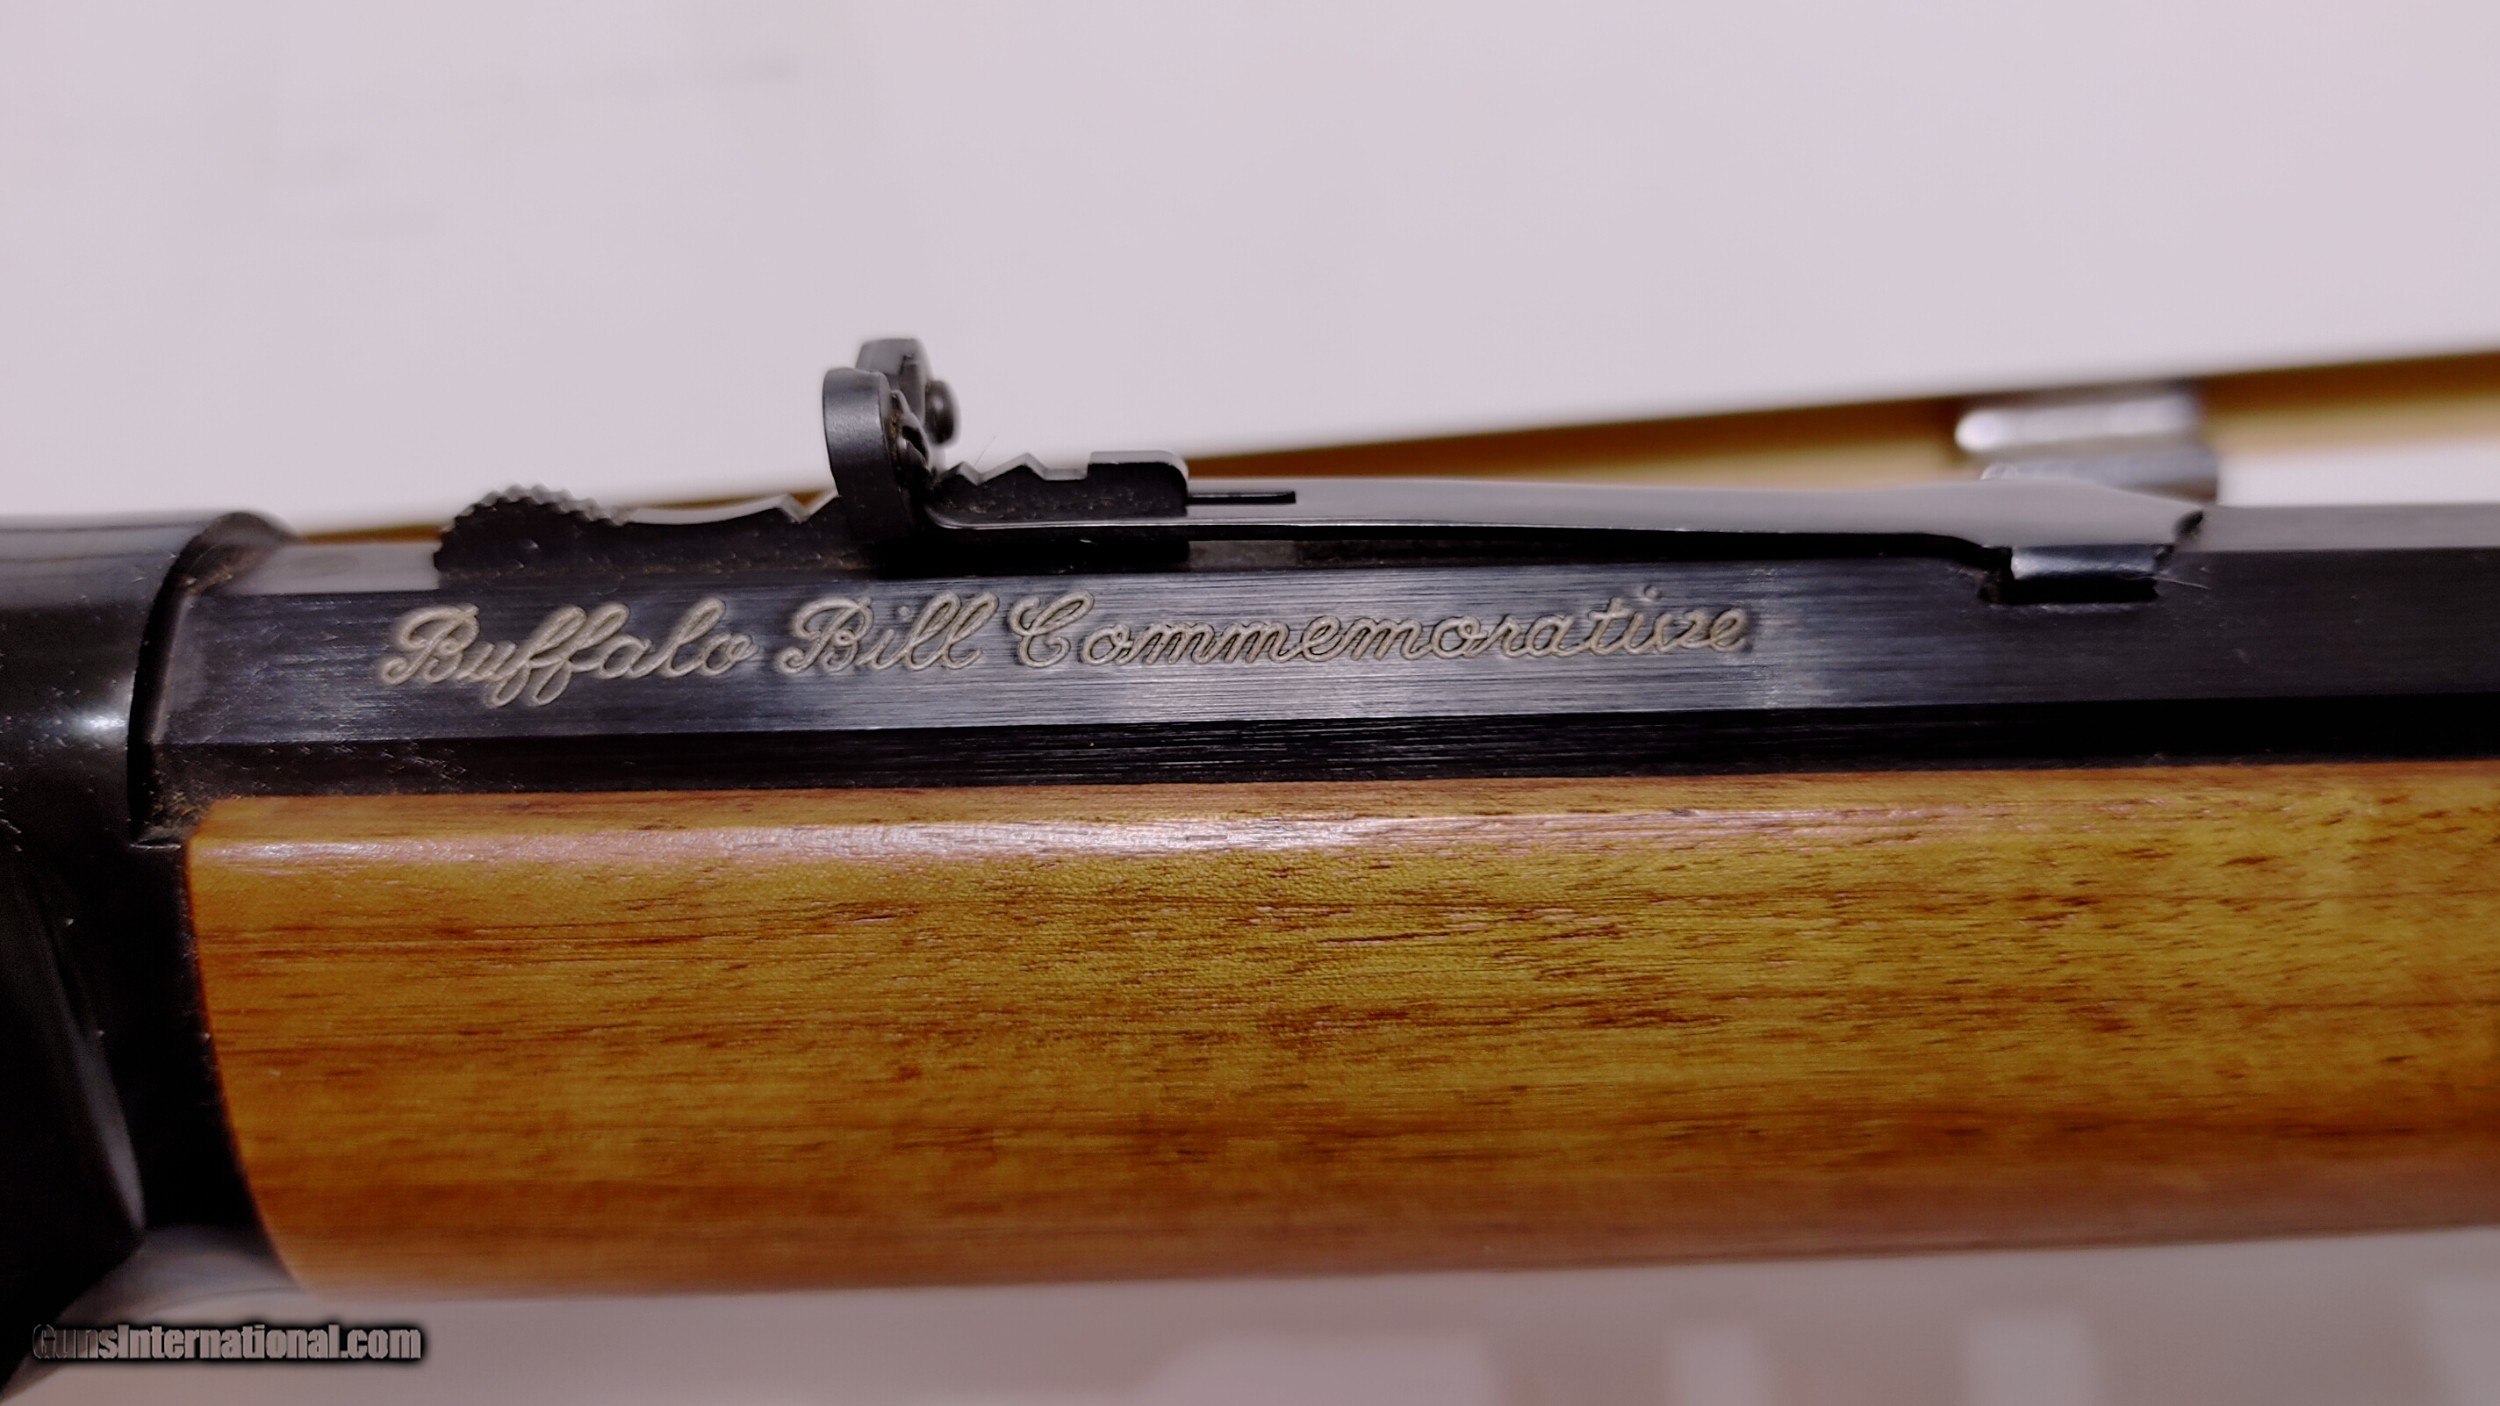 Buffalo Bill Commemorative
GunsInternational.com